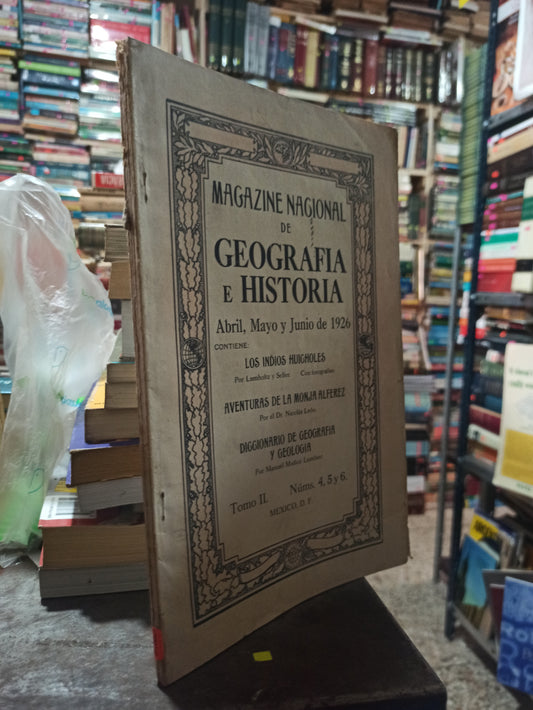 MAGAZINE NACIONAL
DE
GEOGRAFIA
E HISTORIA
Abril, Mayo y Junio de 1926
CONTIENE:
LOS INDIOS HUICHOLES
Por Lumholtz y Seller. Con fotografías
AVENTURAS DE LA MONJA ALFEREZ
Por el Dr. Nicolás León.
DICCIONARIO DE GEOGRAFIA
Y GEOLOGIA
Por Manuel Muñoz Lumbier
Tomo II. Núms. 4, 5 y 6.
MEXICO, D. F.